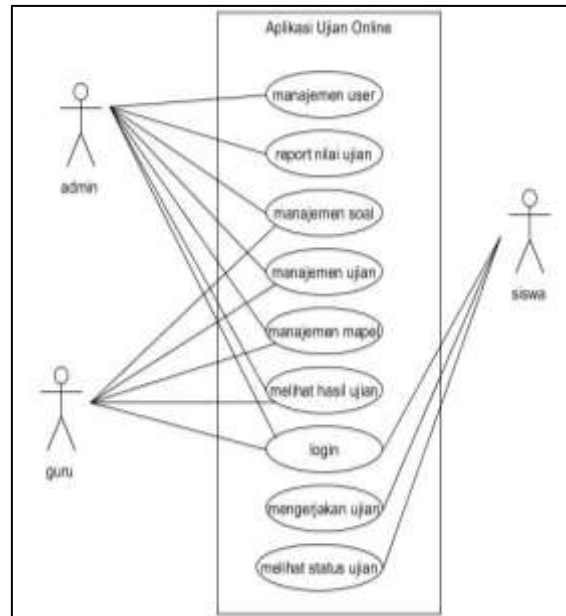 Aplikasi Ujian Online
manajemen user
report nilai ujian
admin
manajemen soal
manajemen ujian
siswa
manajemen mapel
melihat hasil ujian
guru
login
mengerjakan ujian
melihat status ujian